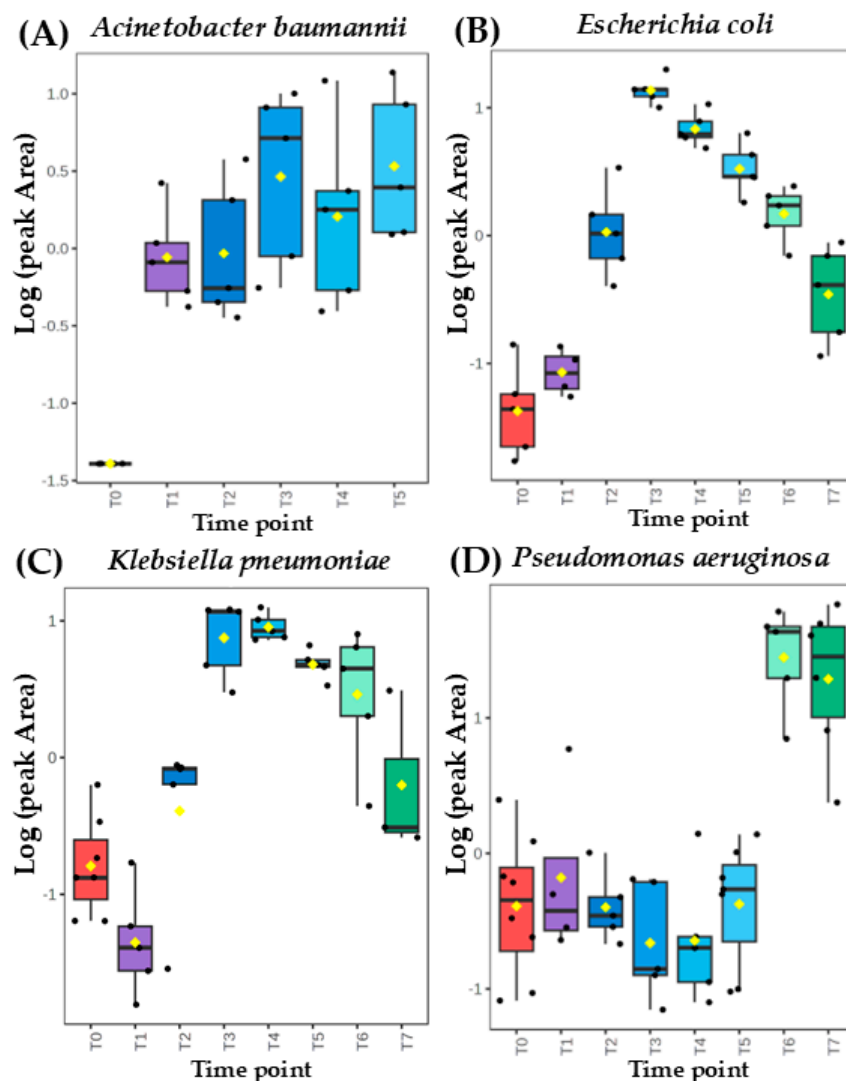 (A) Acinetobacter baumannii
Log (peak Area)
1.0
0.5
0.0
-0.5
-1.0
-1.5
T0 T1 T2 T3 T4 T5
Time point
(B) Escherichia coli
Log (peak Area)
1
0
-1
T0 T1 T2 T3 T4 T5 T6 T7
Time point
(C) Klebsiella pneumoniae
Log (peak Area)
1
0
-1
T0 T1 T2 T3 T4 T5 T6 T7
Time point
(D) Pseudomonas aeruginosa
Log (peak Area)
1
0
-1
T0 T1 T2 T3 T4 T5 T6 T7
Time point